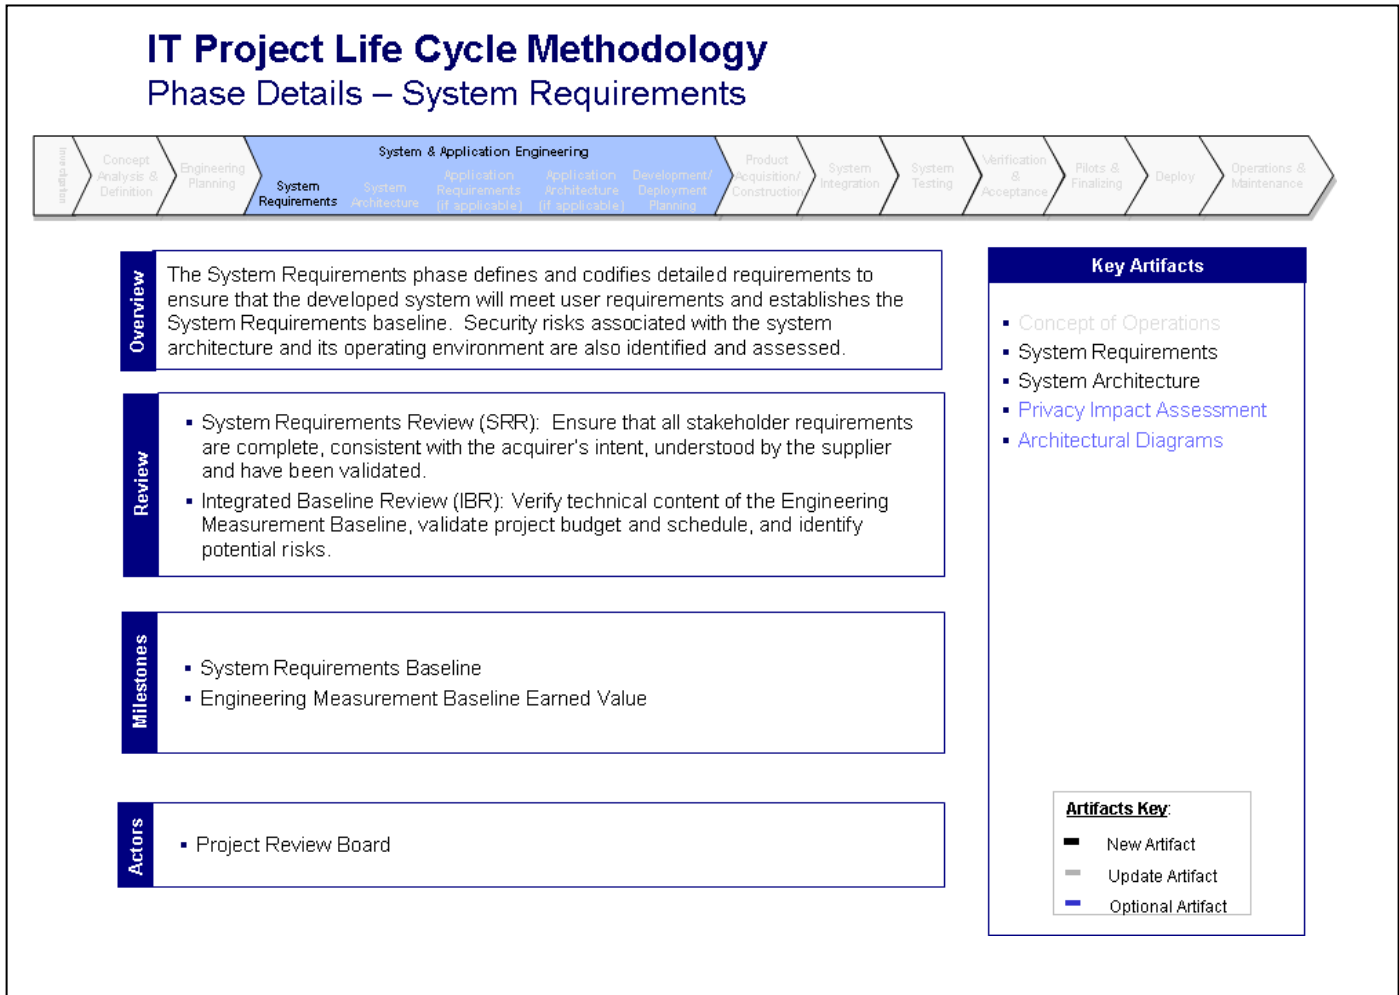 IT Project Life Cycle Methodology
Phase Details – System Requirements
Investigation
Concept
Analysis &
Definition
Engineering
Planning
System & Application Engineering
System
Requirements
System
Architecture
Application
Requirements
(if applicable)
Application
Architecture
(if applicable)
Development/
Deployment
Planning
Product
Acquisition/
Construction
System
Integration
System
Testing
Verification
&
Acceptance
Pilots &
Finalizing
Deploy
Operations &
Maintenance
Overview
The System Requirements phase defines and codifies detailed requirements to
ensure that the developed system will meet user requirements and establishes the
System Requirements baseline.  Security risks associated with the system
architecture and its operating environment are also identified and assessed.
Review
▪ System Requirements Review (SRR):  Ensure that all stakeholder requirements
are complete, consistent with the acquirer's intent, understood by the supplier
and have been validated.
▪ Integrated Baseline Review (IBR):  Verify technical content of the Engineering
Measurement Baseline, validate project budget and schedule, and identify
potential risks.
Milestones
▪ System Requirements Baseline
▪ Engineering Measurement Baseline Earned Value
Actors
▪ Project Review Board
Key Artifacts
▪ Concept of Operations
▪ System Requirements
▪ System Architecture
▪ Privacy Impact Assessment
▪ Architectural Diagrams
Artifacts Key:
New Artifact
Update Artifact
Optional Artifact